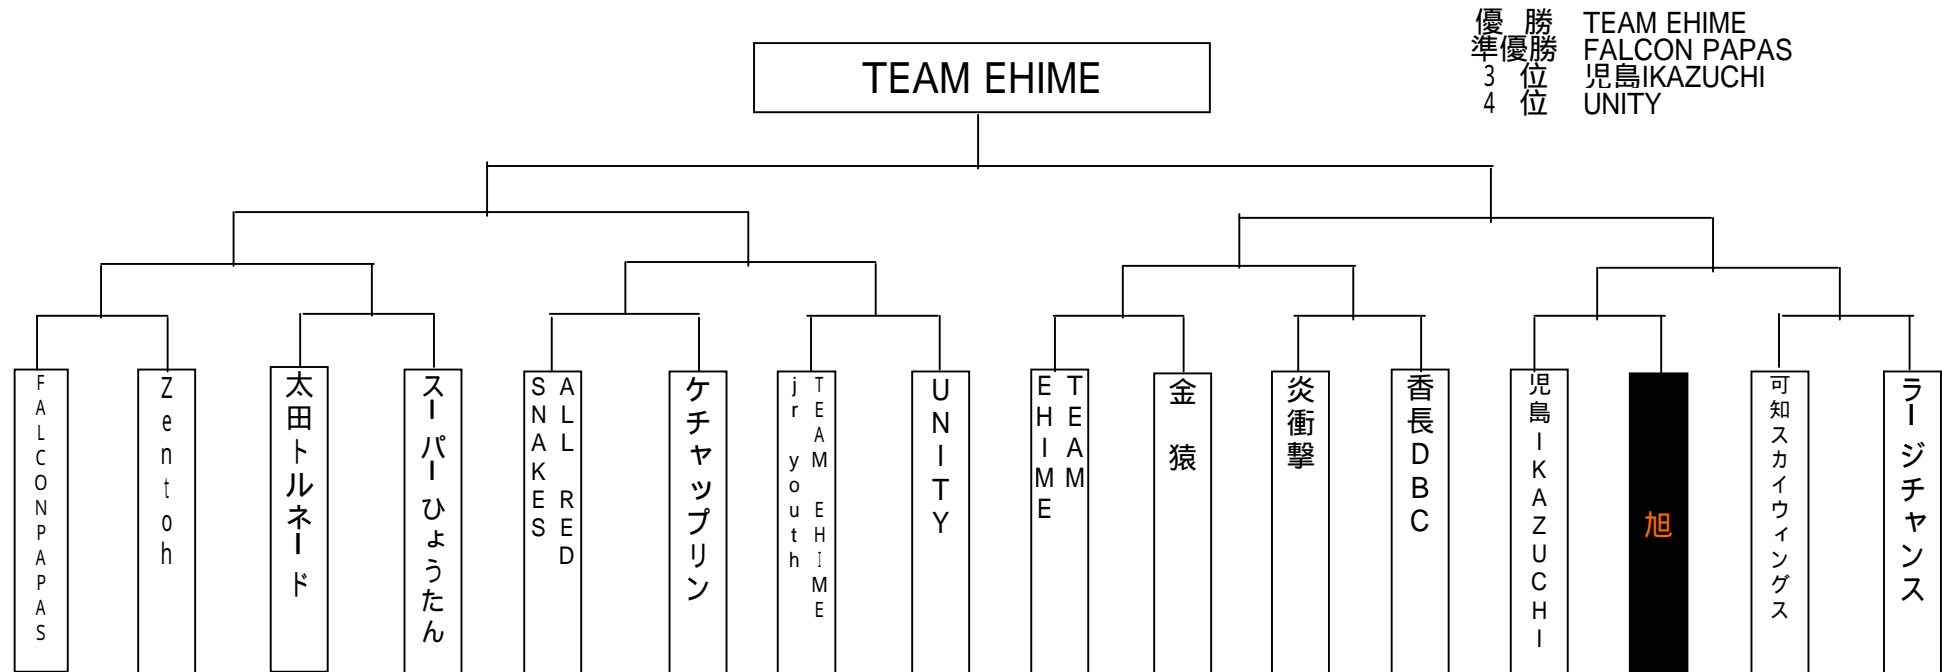 優 勝 TEAM EHIME
準優勝 FALCON PAPAS
3 位 児島IKAZUCHI
4 位 UNITY
TEAM EHIME
FALCONPAPAS
Zentoh
太田トルネード
スーパーひょうたん
ALL RED
SNAKES
ケチャップリン
TEAM EHIME
jr youth
UNITY
TEAM
EHIME
金 猿
炎衝撃
香長DBC
児島IKAZUCHI
旭
可知スカイウィングス
ラージチャンス